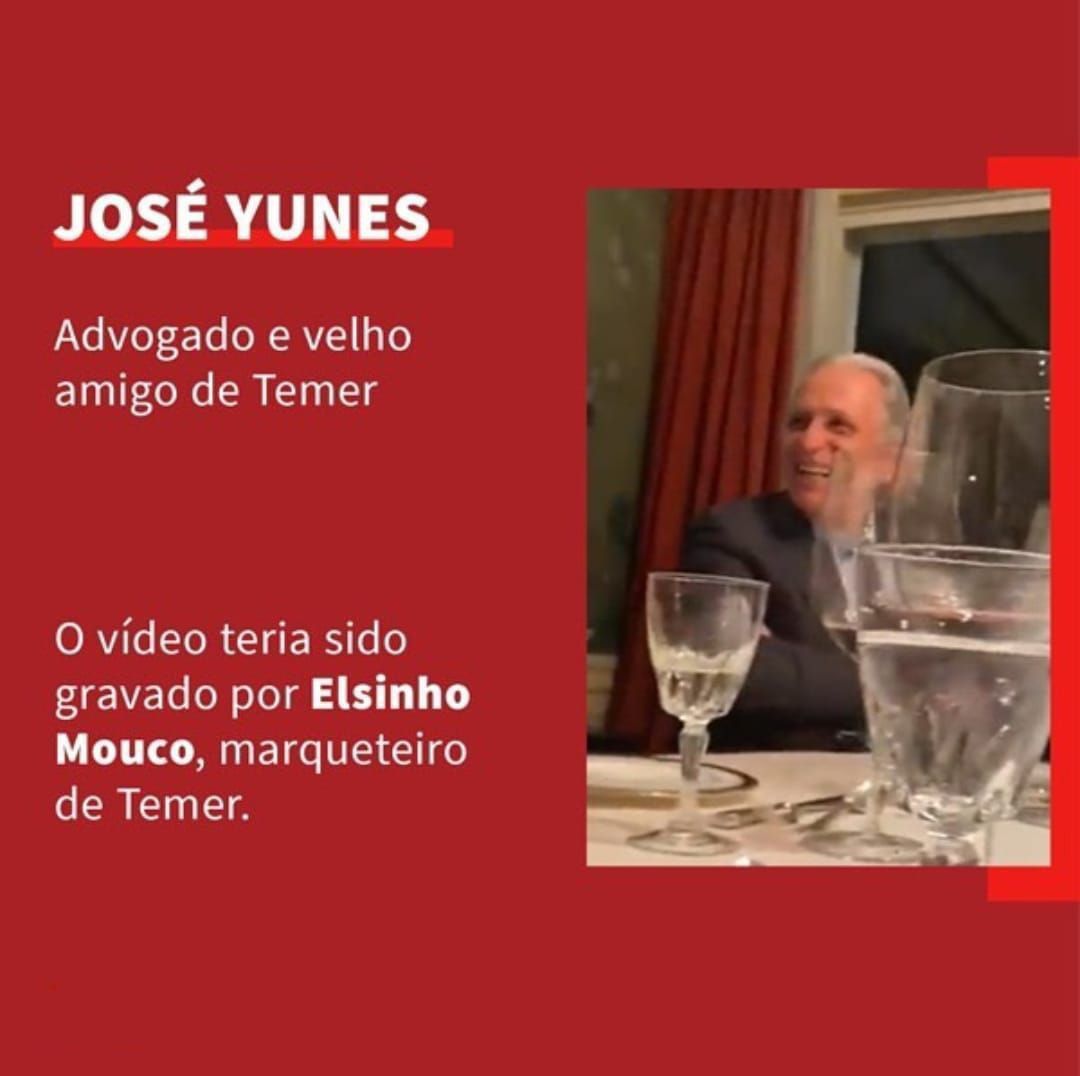 JOSÉ YUNES
Advogado e velho
amigo de Temer
O vídeo teria sido
gravado por Elsinho
Mouco, marqueteiro
de Temer.